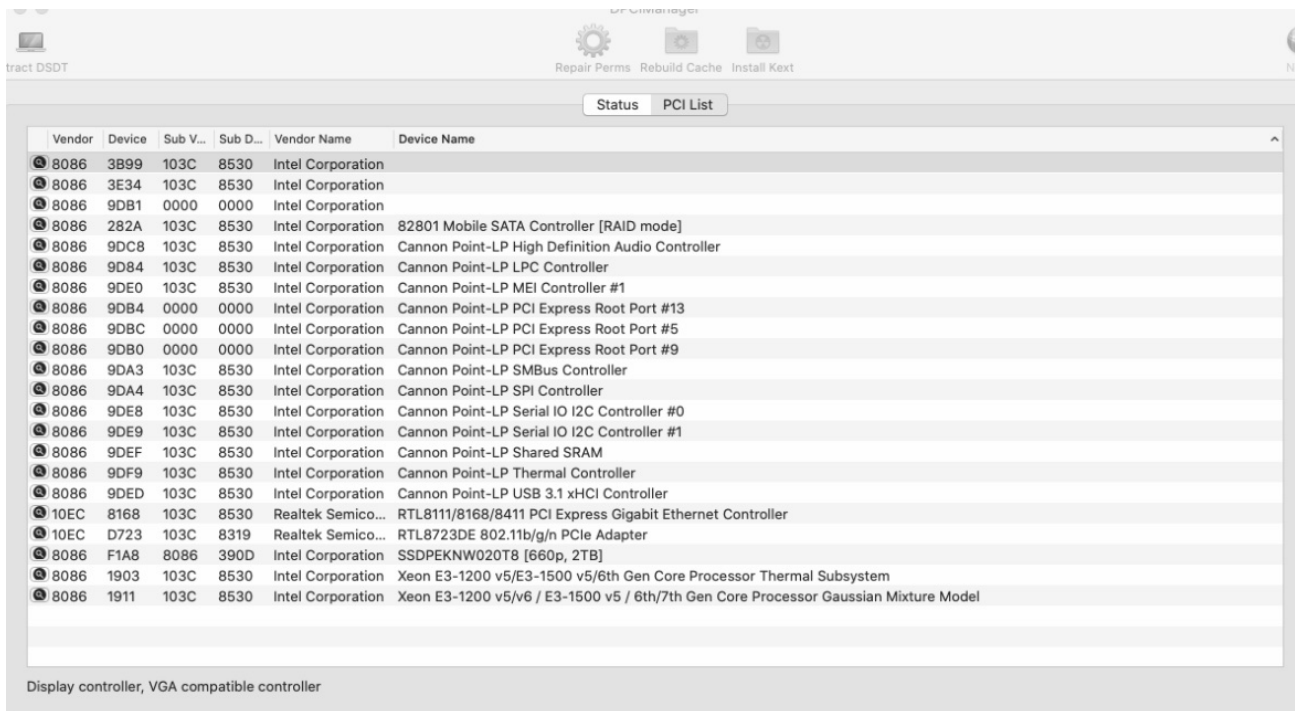 DPCIManager
tract DSDT
Repair Perms Rebuild Cache Install Kext
N
Status PCI List
Vendor Device Sub V... Sub D... Vendor Name Device Name
8086 3B99 103C 8530 Intel Corporation
8086 3E34 103C 8530 Intel Corporation
8086 9DB1 0000 0000 Intel Corporation
8086 282A 103C 8530 Intel Corporation 82801 Mobile SATA Controller [RAID mode]
8086 9DC8 103C 8530 Intel Corporation Cannon Point-LP High Definition Audio Controller
8086 9D84 103C 8530 Intel Corporation Cannon Point-LP LPC Controller
8086 9DE0 103C 8530 Intel Corporation Cannon Point-LP MEI Controller #1
8086 9DB4 0000 0000 Intel Corporation Cannon Point-LP PCI Express Root Port #13
8086 9DBC 0000 0000 Intel Corporation Cannon Point-LP PCI Express Root Port #5
8086 9DB0 0000 0000 Intel Corporation Cannon Point-LP PCI Express Root Port #9
8086 9DA3 103C 8530 Intel Corporation Cannon Point-LP SMBus Controller
8086 9DA4 103C 8530 Intel Corporation Cannon Point-LP SPI Controller
8086 9DE8 103C 8530 Intel Corporation Cannon Point-LP Serial IO I2C Controller #0
8086 9DE9 103C 8530 Intel Corporation Cannon Point-LP Serial IO I2C Controller #1
8086 9DEF 103C 8530 Intel Corporation Cannon Point-LP Shared SRAM
8086 9DF9 103C 8530 Intel Corporation Cannon Point-LP Thermal Controller
8086 9DED 103C 8530 Intel Corporation Cannon Point-LP USB 3.1 xHCI Controller
10EC 8168 103C 8530 Realtek Semico... RTL8111/8168/8411 PCI Express Gigabit Ethernet Controller
10EC D723 103C 8319 Realtek Semico... RTL8723DE 802.11b/g/n PCIe Adapter
8086 F1A8 8086 390D Intel Corporation SSDPEKNW020T8 [660p, 2TB]
8086 1903 103C 8530 Intel Corporation Xeon E3-1200 v5/E3-1500 v5/6th Gen Core Processor Thermal Subsystem
8086 1911 103C 8530 Intel Corporation Xeon E3-1200 v5/v6 / E3-1500 v5 / 6th/7th Gen Core Processor Gaussian Mixture Model
Display controller, VGA compatible controller